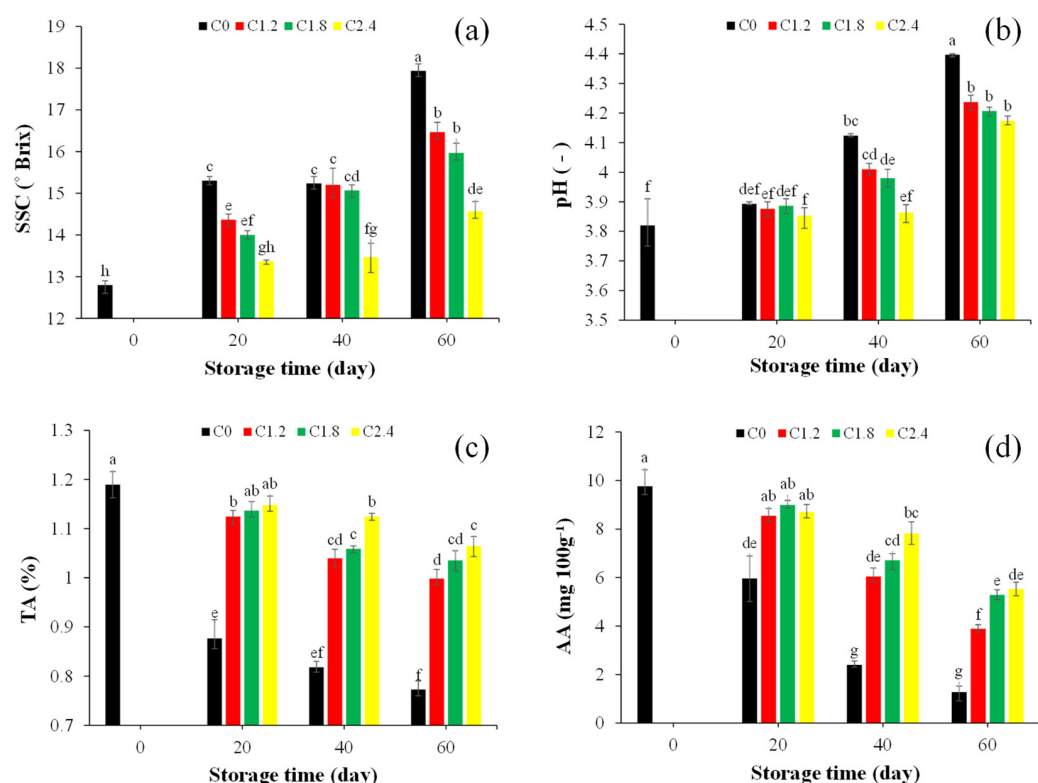 C0 C1.2 C1.8 C2.4
(a)
SSC (° Brix)
19
18
17
16
15
14
13
12
h
c
e
ef
gh
c
c
cd
fg
a
b
b
de
0 20 40 60
Storage time (day)
C0 C1.2 C1.8 C2.4
(b)
pH ( - )
4.5
4.4
4.3
4.2
4.1
4
3.9
3.8
3.7
3.6
3.5
f
def
ef
def
f
bc
cd
de
ef
a
b
b
b
0 20 40 60
Storage time (day)
C0 C1.2 C1.8 C2.4
(c)
TA (%)
1.3
1.2
1.1
1
0.9
0.8
0.7
a
e
b
ab
ab
ef
cd
c
b
f
d
cd
c
0 20 40 60
Storage time (day)
C0 C1.2 C1.8 C2.4
(d)
AA (mg 100g⁻¹)
12
10
8
6
4
2
0
a
de
ab
ab
ab
g
de
cd
bc
g
f
e
de
0 20 40 60
Storage time (day)